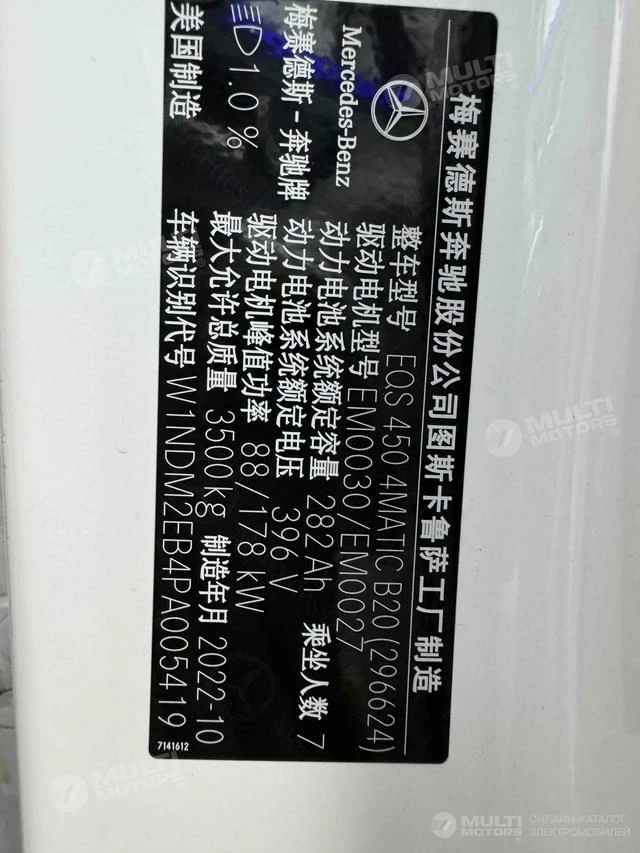 梅赛德斯奔驰股份公司图斯卡鲁萨工厂制造
Mercedes-Benz
梅赛德斯-奔驰牌
1.0 %
美国制造
整车型号 EQS 450 4MATIC B20 (296624)
驱动电机型号 EM0030/EM0027
动力电池系统额定容量 282 Ah 乘坐人数 7
动力电池系统额定电压 396 V
驱动电机峰值功率 88/178 kW
最大允许总质量 3500kg 制造年月 2022-10
车辆识别代号 W1NDM2EB4PA005419
7141612
MULTI MOTORS
MULTI MOTORS
MULTI MOTORS
MULTI MOTORS
MULTI MOTORS
MULTI MOTORS ОНЛАЙН-КАТАЛОГ ЭЛЕКТРОМОБИЛЕЙ